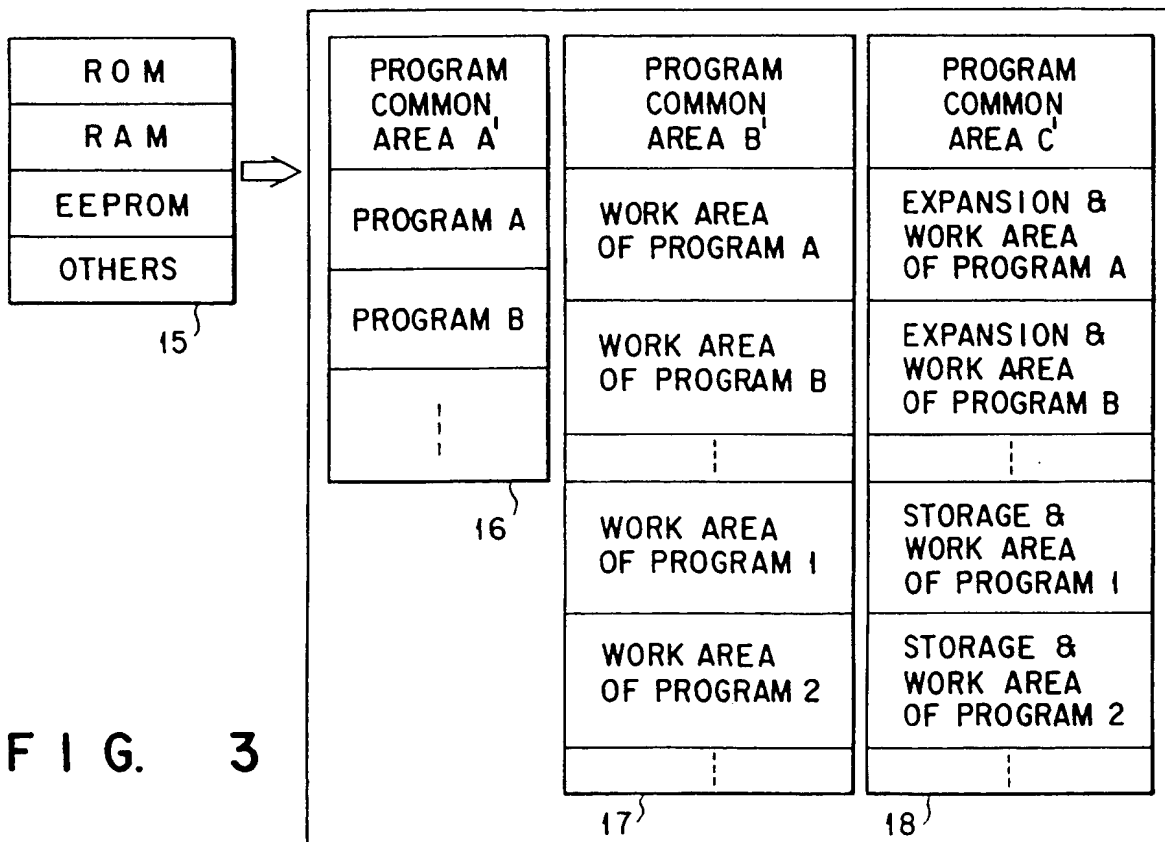 ROM
RAM
EEPROM
OTHERS
15
PROGRAM
COMMON
AREA A'
PROGRAM A
PROGRAM B
16
PROGRAM
COMMON
AREA B'
WORK AREA
OF PROGRAM A
WORK AREA
OF PROGRAM B
WORK AREA
OF PROGRAM 1
WORK AREA
OF PROGRAM 2
17
PROGRAM
COMMON
AREA C'
EXPANSION &
WORK AREA
OF PROGRAM A
EXPANSION &
WORK AREA
OF PROGRAM B
STORAGE &
WORK AREA
OF PROGRAM 1
STORAGE &
WORK AREA
OF PROGRAM 2
18
FIG. 3